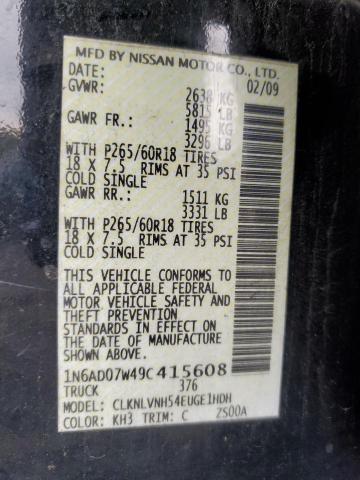 MFD BY NISSAN MOTOR CO., LTD.
DATE: 02/09
GVWR: 2638 KG
5815 LB
GAWR FR.: 1495 KG
3296 LB
WITH P265/60R18 TIRES
18 X 7.5 RIMS AT 35 PSI
COLD SINGLE
GAWR RR.: 1511 KG
3331 LB
WITH P265/60R18 TIRES
18 X 7.5 RIMS AT 35 PSI
COLD SINGLE
THIS VEHICLE CONFORMS TO
ALL APPLICABLE FEDERAL
MOTOR VEHICLE SAFETY AND
THEFT PREVENTION
STANDARDS IN EFFECT ON THE
DATE OF MANUFACTURE SHOWN
ABOVE.
1N6AD07W49C415608
TRUCK 376
MODEL: CLKNLVNH54EUGE1HDH
COLOR: KH3 TRIM: C ZS00A